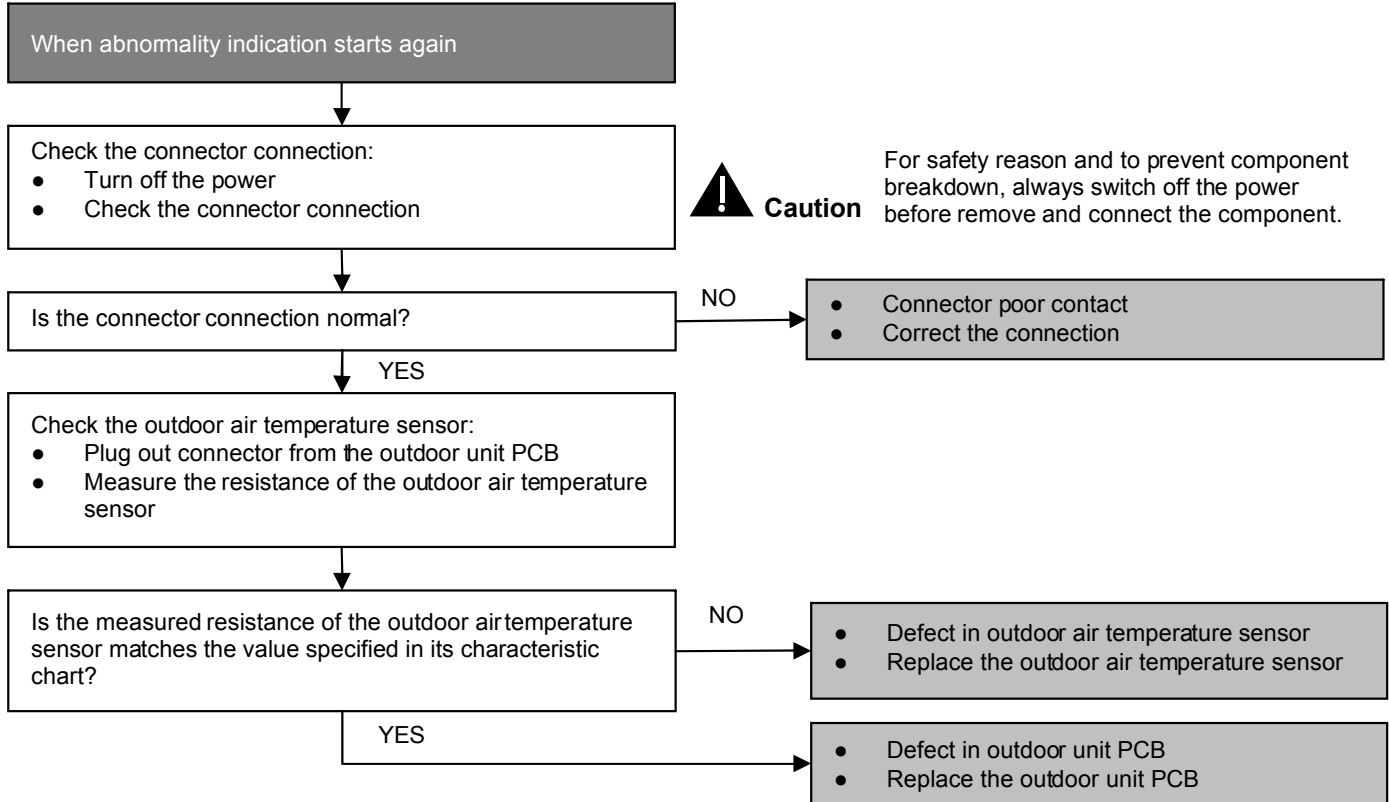 When abnormality indication starts again
Check the connector connection:
● Turn off the power
● Check the connector connection
Caution
For safety reason and to prevent component
breakdown, always switch off the power
before remove and connect the component.
Is the connector connection normal?
NO
● Connector poor contact
● Correct the connection
YES
Check the outdoor air temperature sensor:
● Plug out connector from the outdoor unit PCB
● Measure the resistance of the outdoor air temperature
sensor
Is the measured resistance of the outdoor air temperature
sensor matches the value specified in its characteristic
chart?
NO
● Defect in outdoor air temperature sensor
● Replace the outdoor air temperature sensor
YES
● Defect in outdoor unit PCB
● Replace the outdoor unit PCB